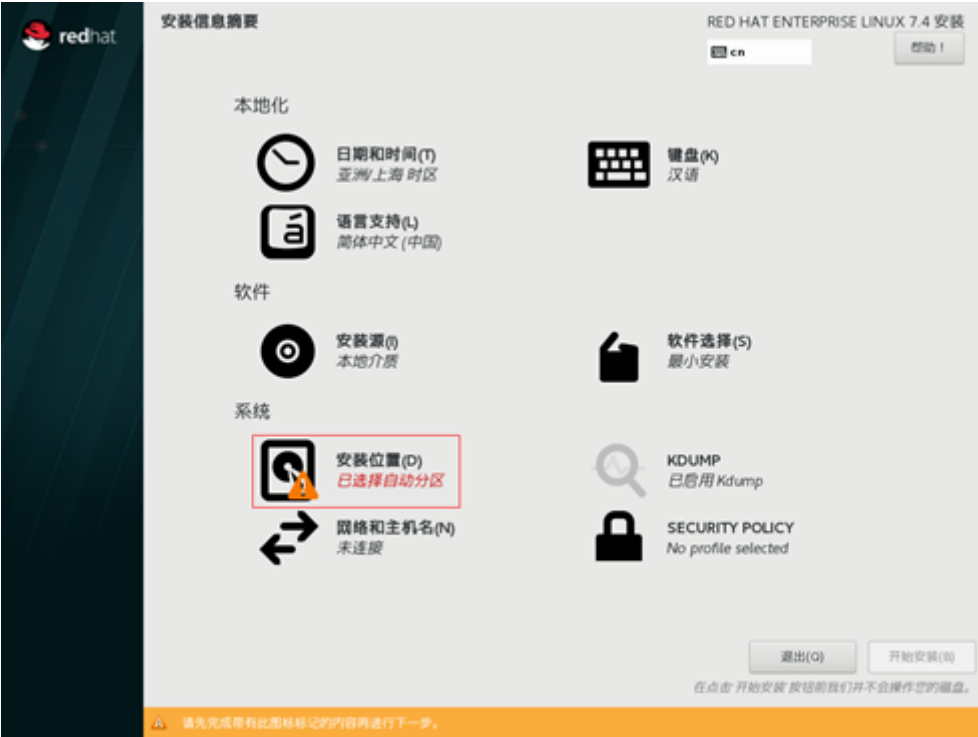 redhat
安装信息摘要
RED HAT ENTERPRISE LINUX 7.4 安装
cn
帮助！
本地化
日期和时间(T)
亚洲/上海 时区
键盘(K)
汉语
语言支持(L)
简体中文 (中国)
软件
安装源(I)
本地介质
软件选择(S)
最小安装
系统
安装位置(D)
已选择自动分区
KDUMP
已启用 Kdump
网络和主机名(N)
未连接
SECURITY POLICY
No profile selected
退出(Q)
开始安装(B)
在点击'开始安装'按钮前我们并不会操作您的磁盘。
请先完成带有此图标标记的内容再进行下一步。